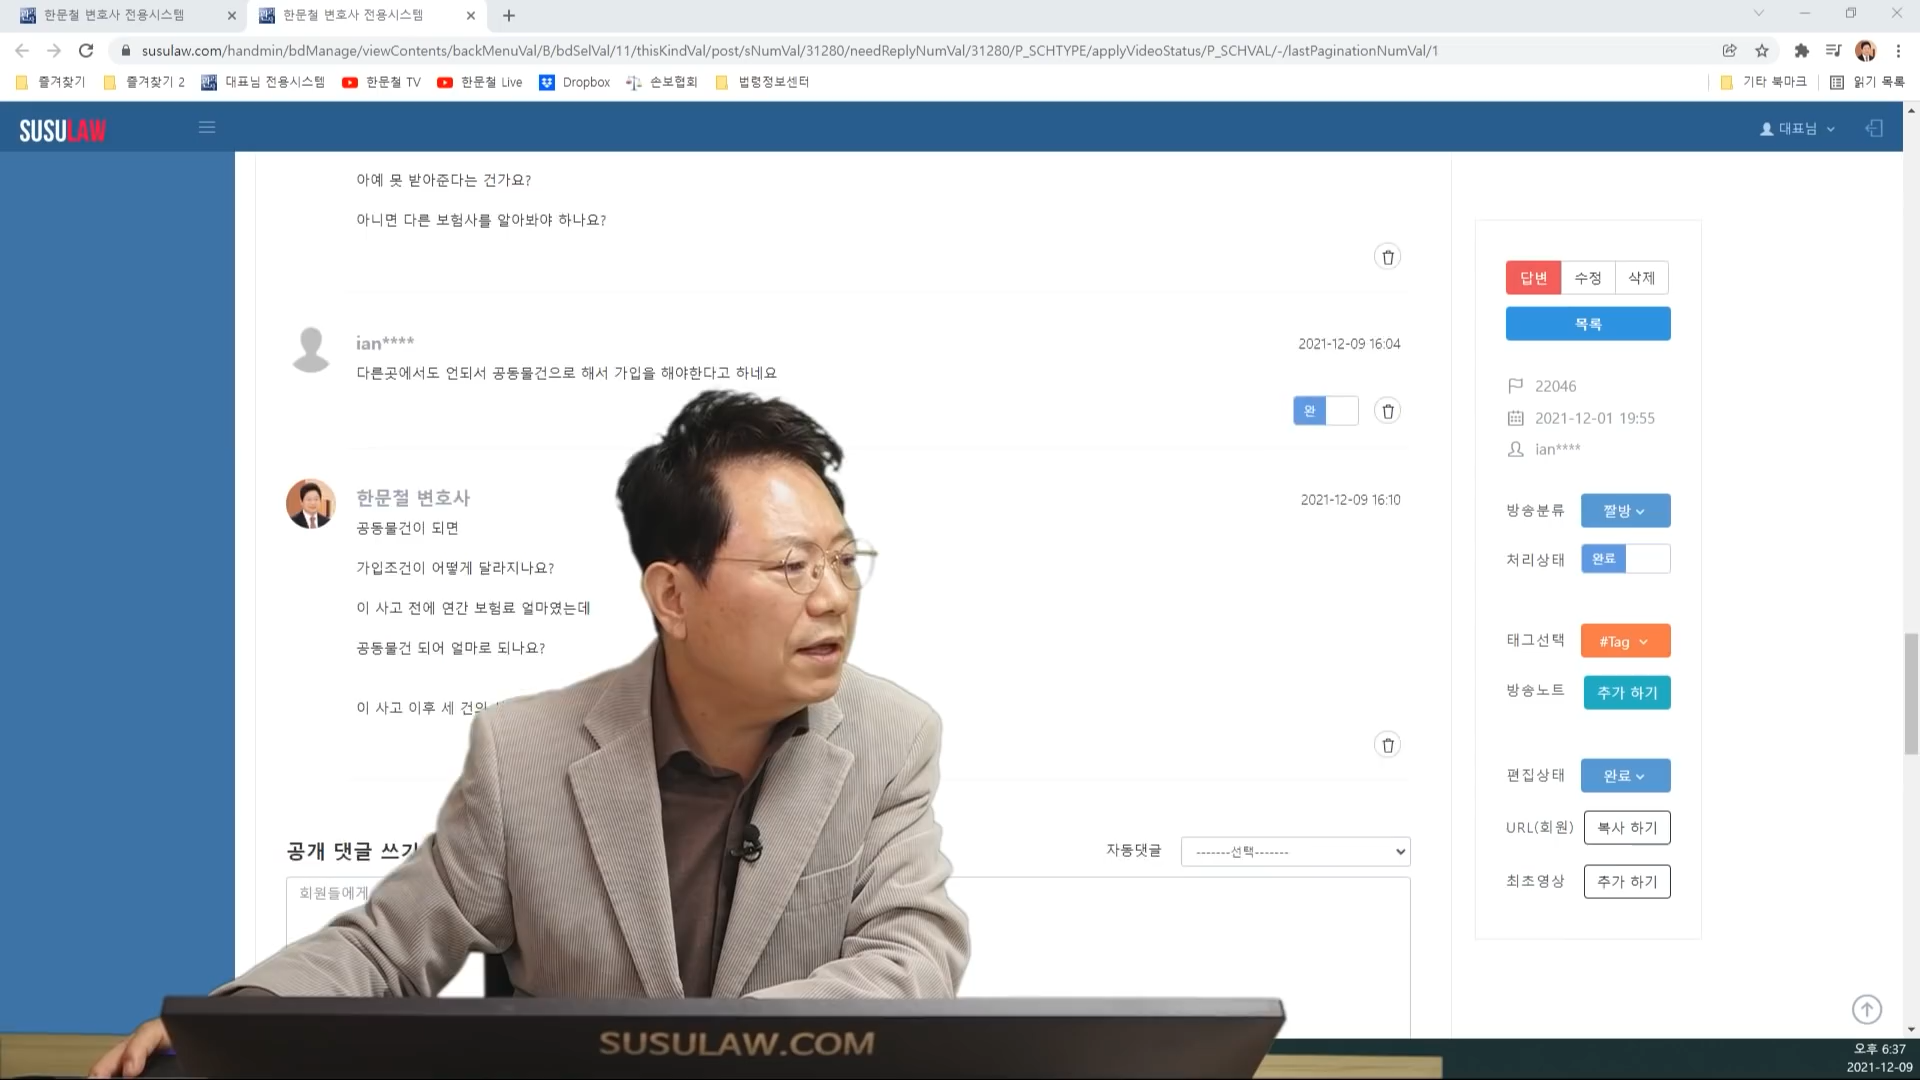 한문철 변호사 전용시스템
한문철 변호사 전용시스템
susulaw.com/handmin/bdManage/viewContents/backMenuVal/B/bdSelVal/11/thisKindVal/post/sNumVal/31280/needReplyNumVal/31280/P_SCHTYPE/applyVideoStatus/P_SCHVAL/-/lastPaginationNumVal/1
즐겨찾기
즐겨찾기 2
대표님 전용시스템
한문철 TV
한문철 Live
Dropbox
손보협회
법령정보센터
기타 북마크
읽기 목록
SUSULAW
대표님
아예 못 받아준다는 건가요?
아니면 다른 보험사를 알아봐야 하나요?
ian****
2021-12-09 16:04
다른곳에서도 언되서 공동물건으로 해서 가입을 해야한다고 하네요
완
한문철 변호사
2021-12-09 16:10
공동물건이 되면
가입조건이 어떻게 달라지나요?
이 사고 전에 연간 보험료 얼마였는데
공동물건 되어 얼마로 되나요?
이 사고 이후 세 건의
공개 댓글 쓰기
자동댓글
-------선택-------
회원들에게
답변
수정
삭제
목록
22046
2021-12-01 19:55
ian****
방송분류
짤방
처리상태
완료
태그선택
#Tag
방송노트
추가 하기
편집상태
완료
URL(회원)
복사 하기
최초영상
추가 하기
SUSULAW.COM
오후 6:37
2021-12-09